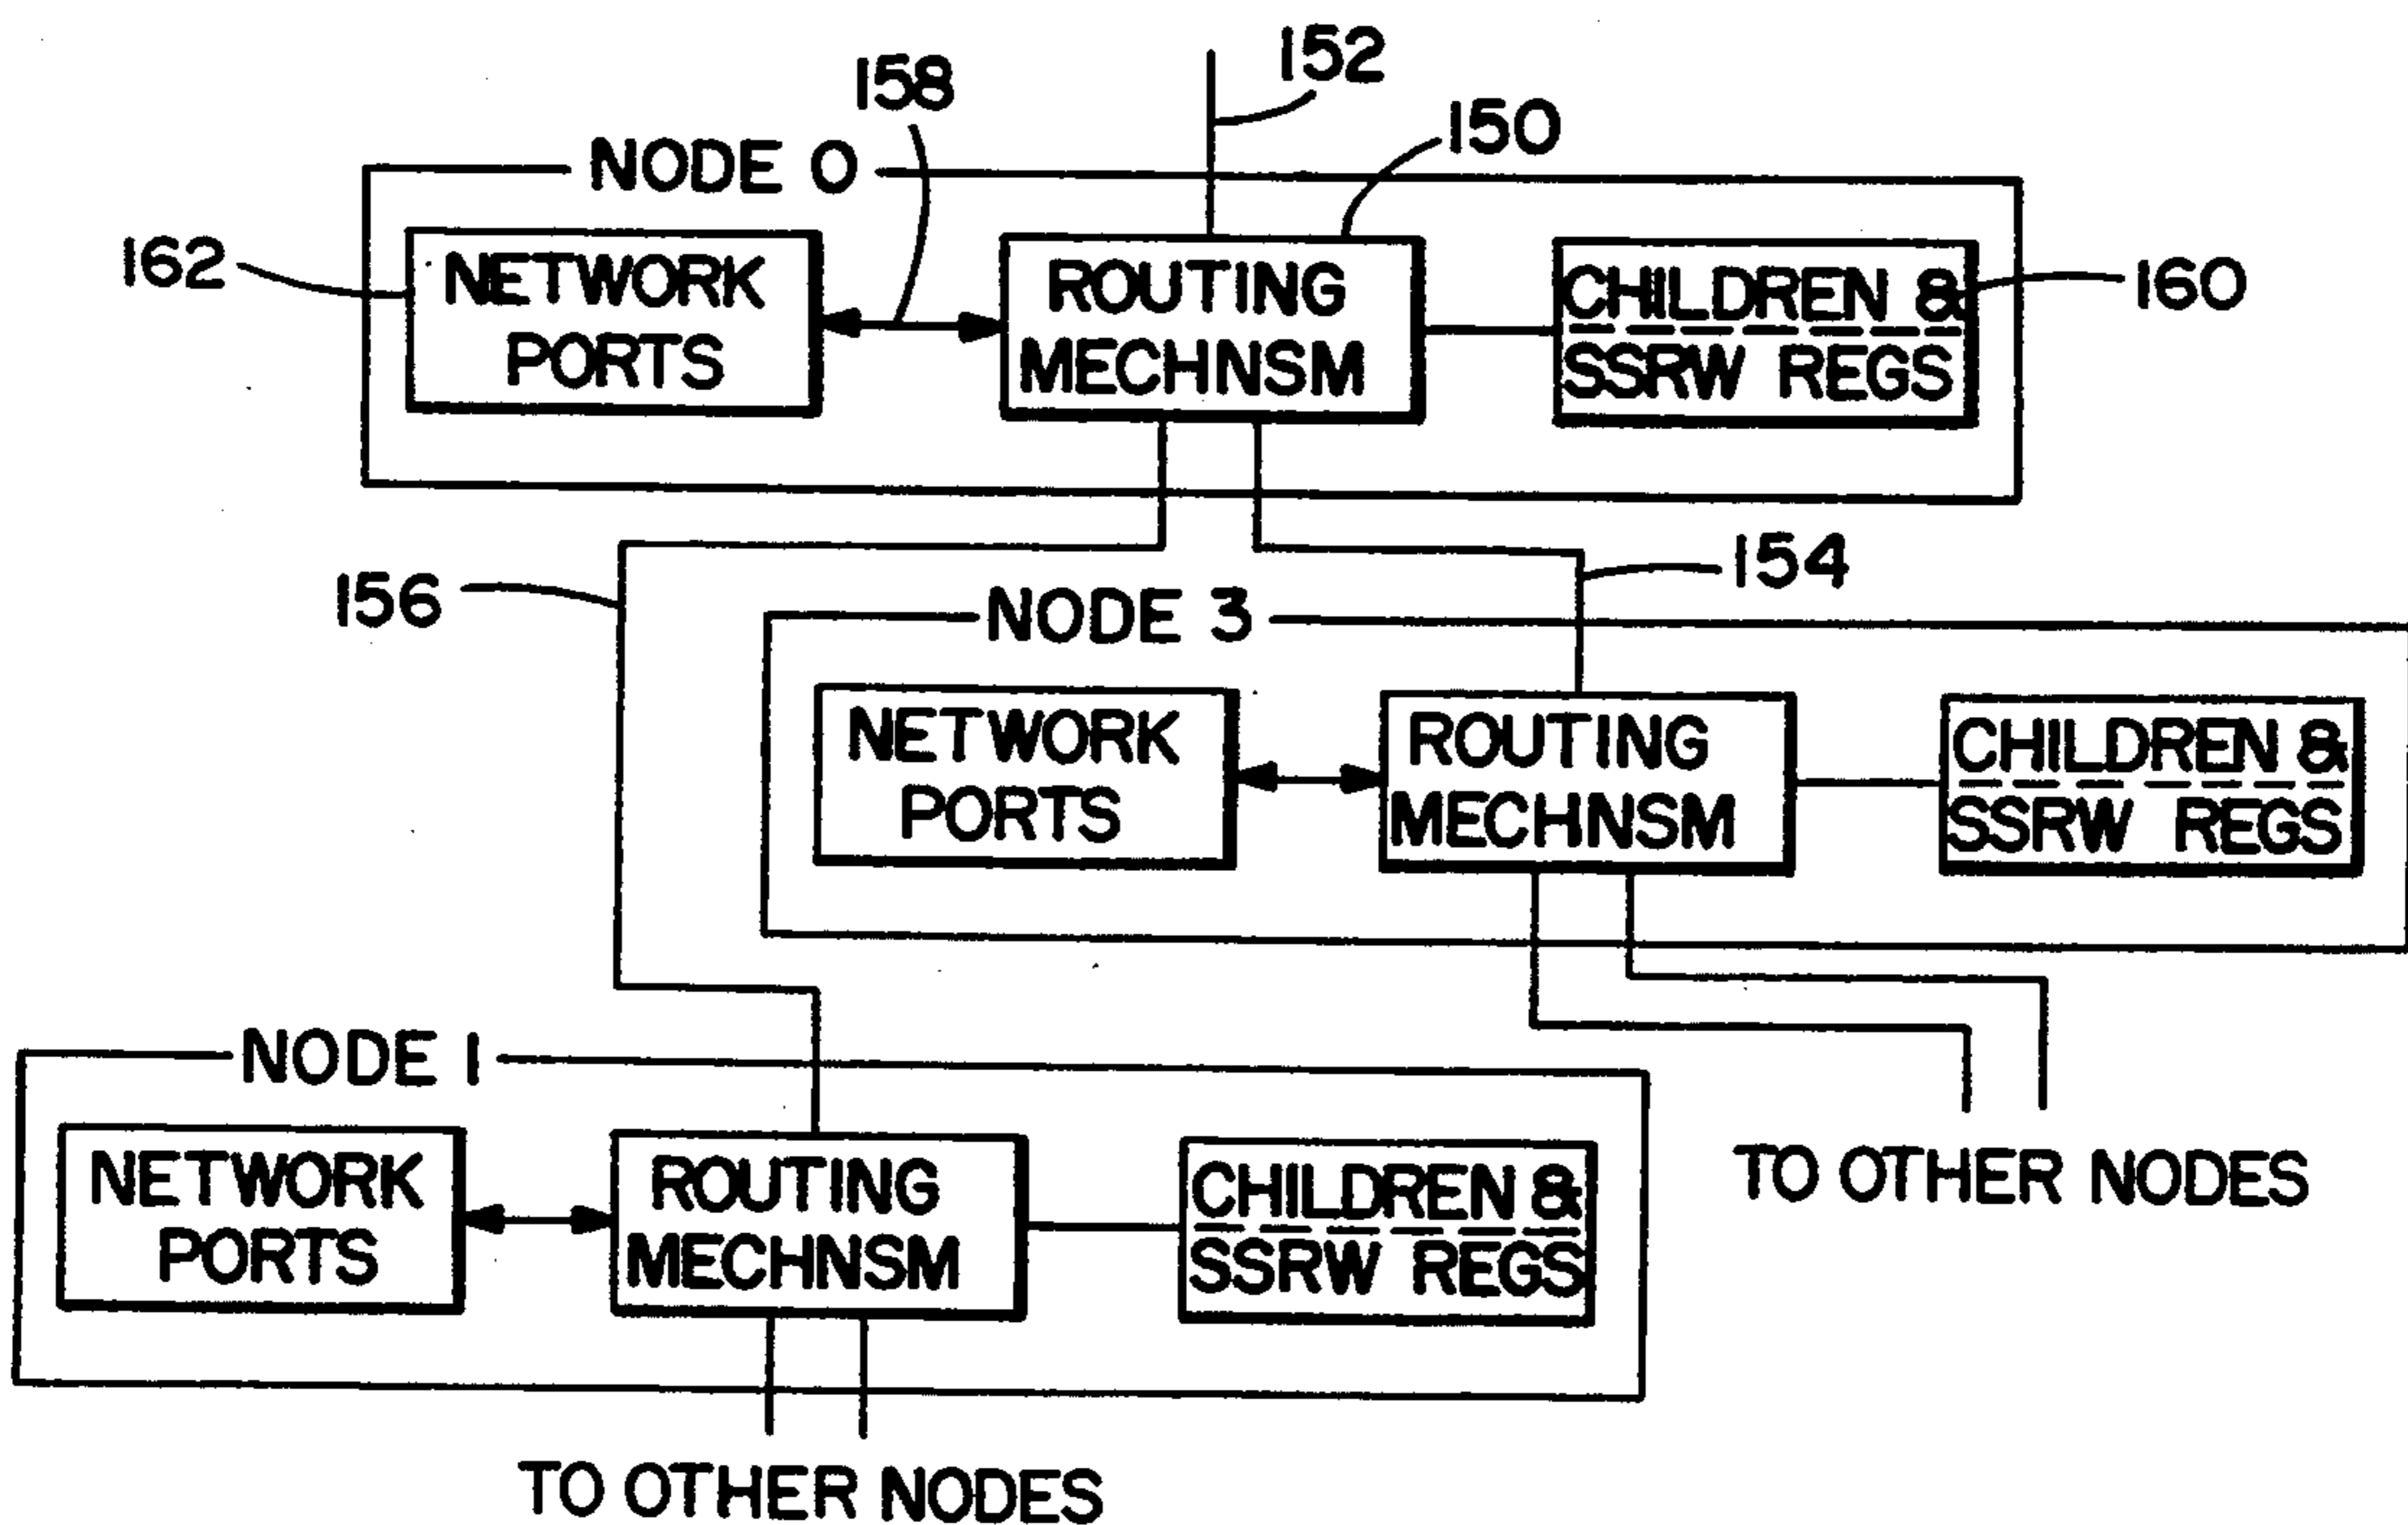 152
158
150
NODE 0
162
NETWORK
PORTS
ROUTING
MECHNSM
CHILDREN &
SSRW REGS
160
156
154
NODE 3
NETWORK
PORTS
ROUTING
MECHNSM
CHILDREN &
SSRW REGS
NODE 1
NETWORK
PORTS
ROUTING
MECHNSM
CHILDREN &
SSRW REGS
TO OTHER NODES
TO OTHER NODES